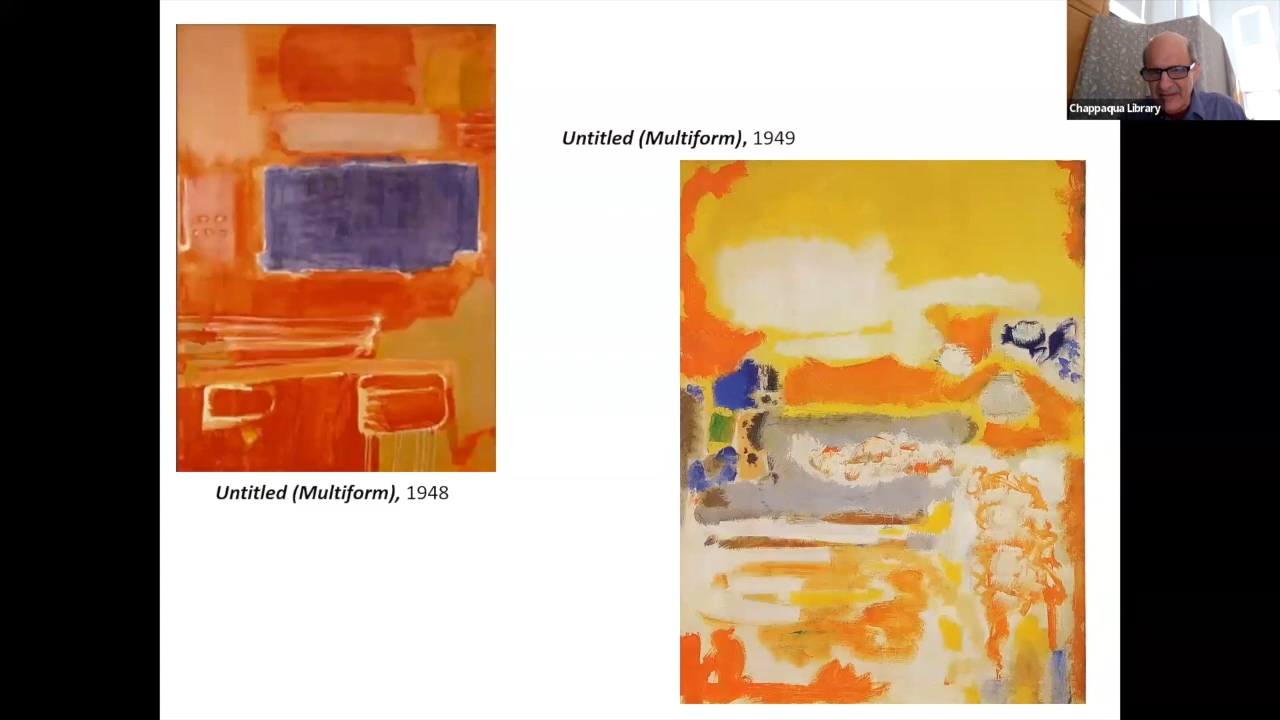 Chappaqua Library
Untitled (Multiform), 1949
Untitled (Multiform), 1948